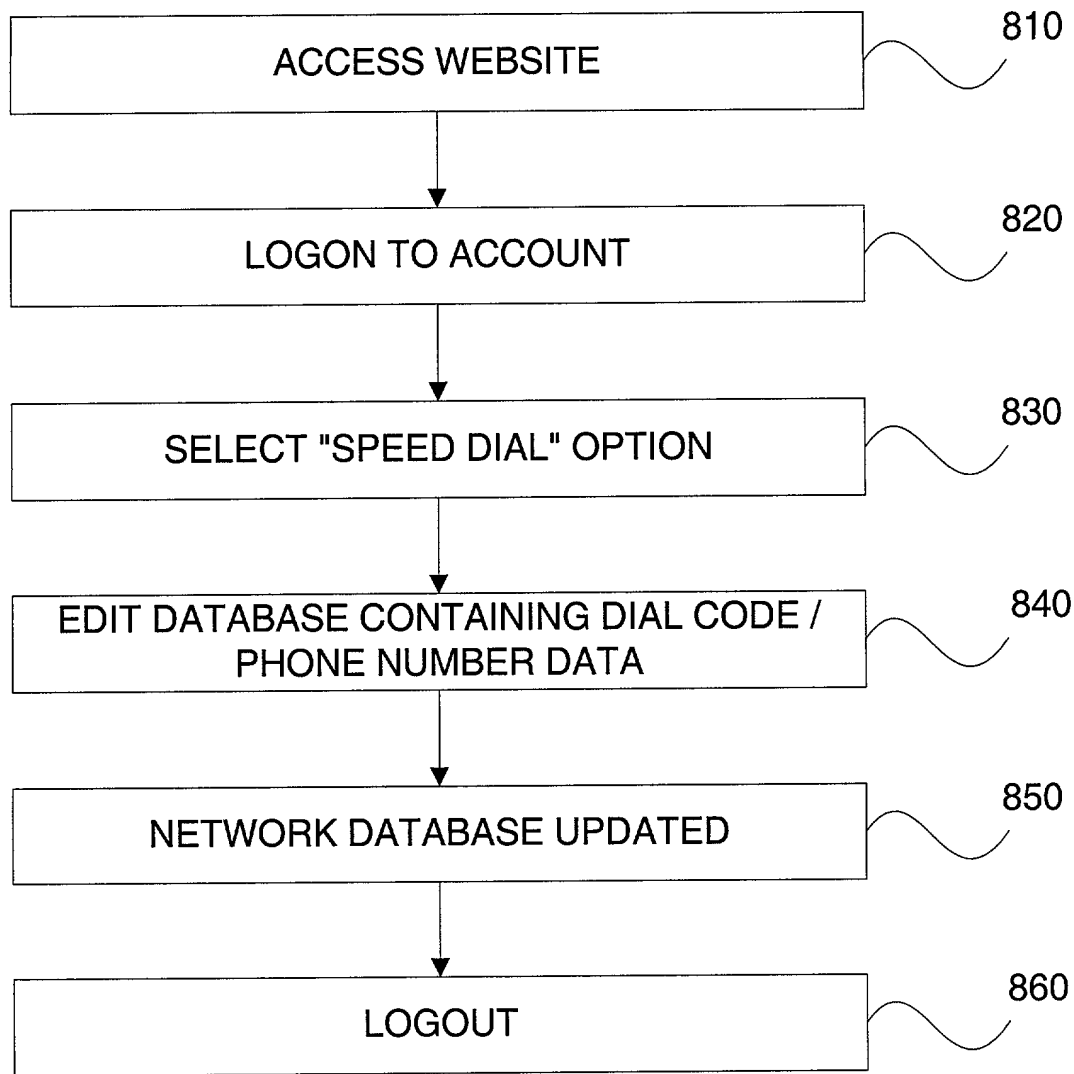 ACCESS WEBSITE
810
LOGON TO ACCOUNT
820
SELECT "SPEED DIAL" OPTION
830
EDIT DATABASE CONTAINING DIAL CODE /
PHONE NUMBER DATA
840
NETWORK DATABASE UPDATED
850
LOGOUT
860